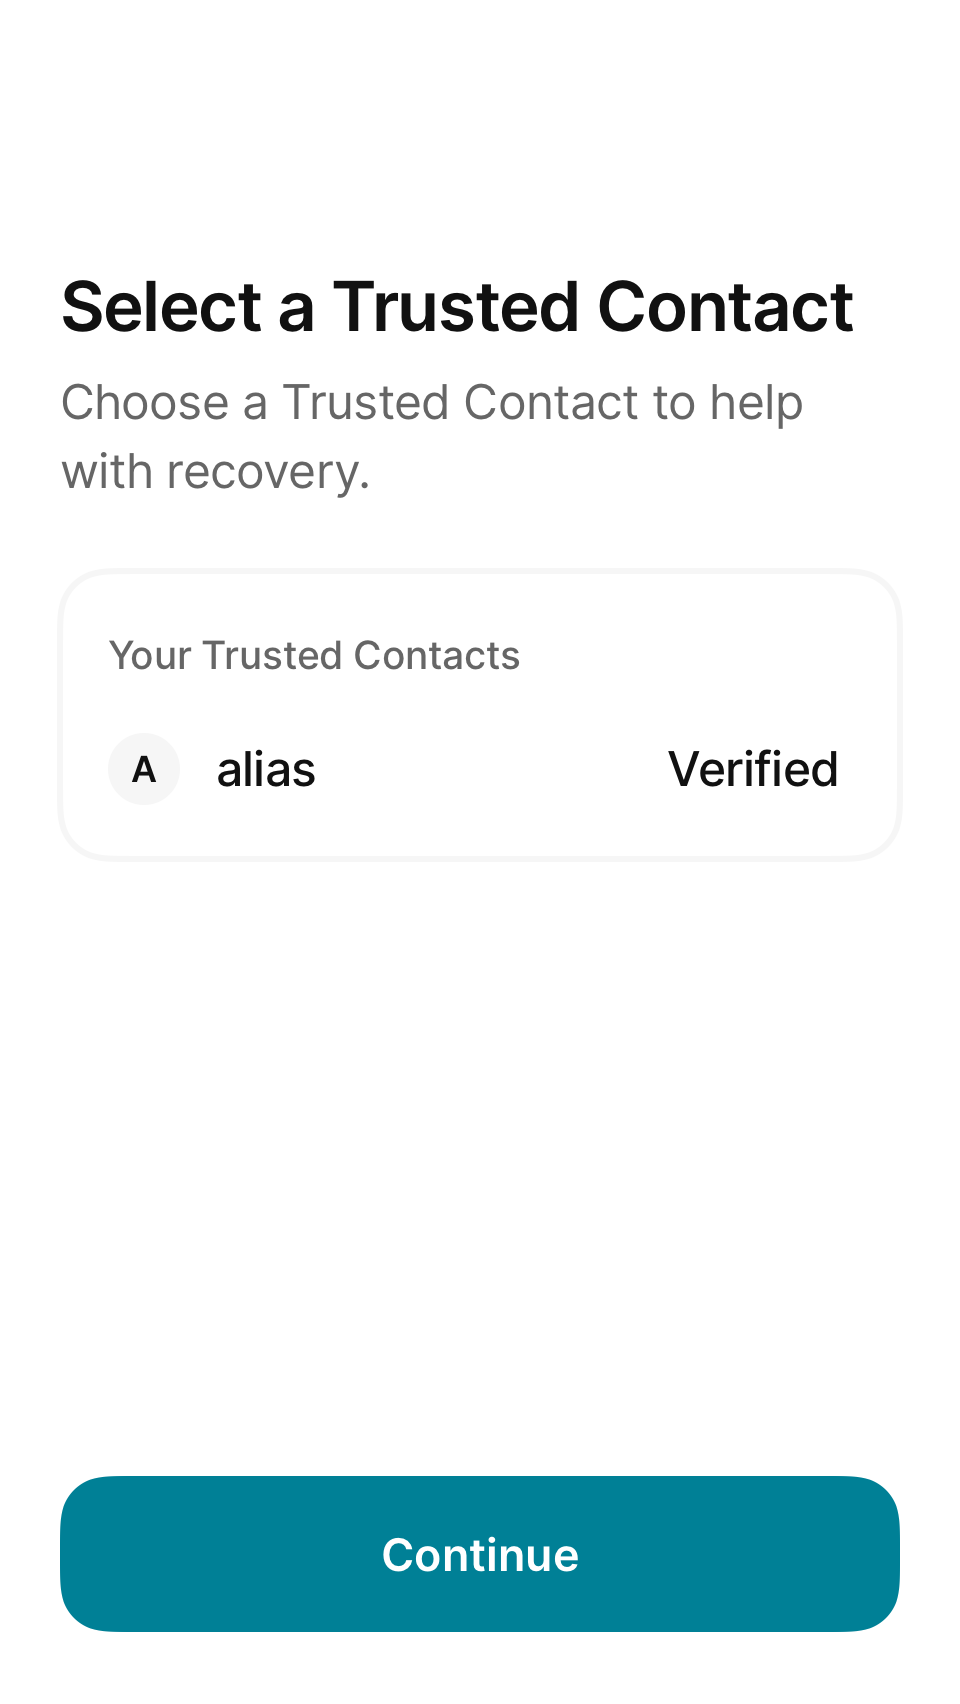 Select a Trusted Contact
Choose a Trusted Contact to help
with recovery.
Your Trusted Contacts
A alias Verified
Continue